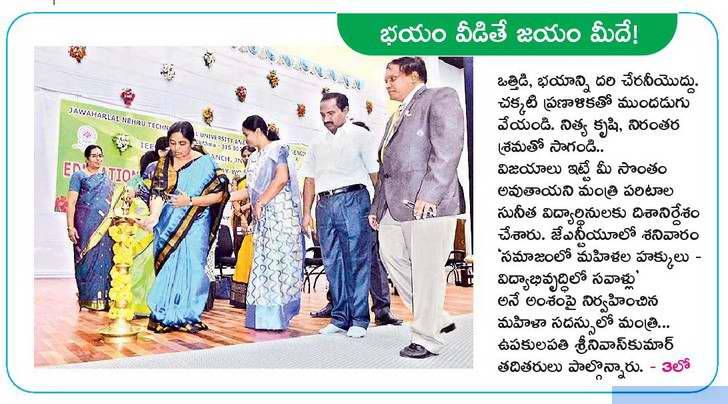 భయం వీడితే జయం మీదే!
JAWAHARLAL NEHRU TECHN
EDUCATION
ఒత్తిడి, భయాన్ని దరి చేరనీయొద్దు.
చక్కటి ప్రణాళికతో ముందడుగు
వేయండి. నిత్య కృషి, నిరంతర
శ్రమతో సాగండి..
విజయాలు ఇట్టే మీ సొంతం
అవుతాయని మంత్రి పరిటాల
సునీత విద్యార్థినులకు దిశానిర్దేశం
చేశారు. జేఎన్టీయూలో శనివారం
'సమాజంలో మహిళల హక్కులు -
విద్యాభివృద్ధిలో సవాళ్లు'
అనే అంశంపై నిర్వహించిన
మహిళా సదస్సులో మంత్రి...
ఉపకులపతి శ్రీనివాస్‌కుమార్
తదితరులు పాల్గొన్నారు. - 3లో